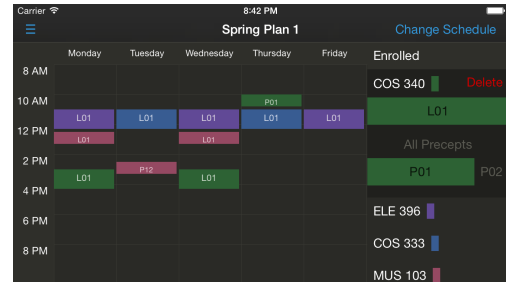 Carrier 8:42 PM
Spring Plan 1 Change Schedule
Monday Tuesday Wednesday Thursday Friday Enrolled
8 AM
COS 340 Delete
10 AM P01
L01
L01 L01 L01 L01 L01
12 PM
L01 L01
All Precepts
2 PM
P12
P01 P02
L01 L01
4 PM
ELE 396
6 PM
COS 333
8 PM
MUS 103